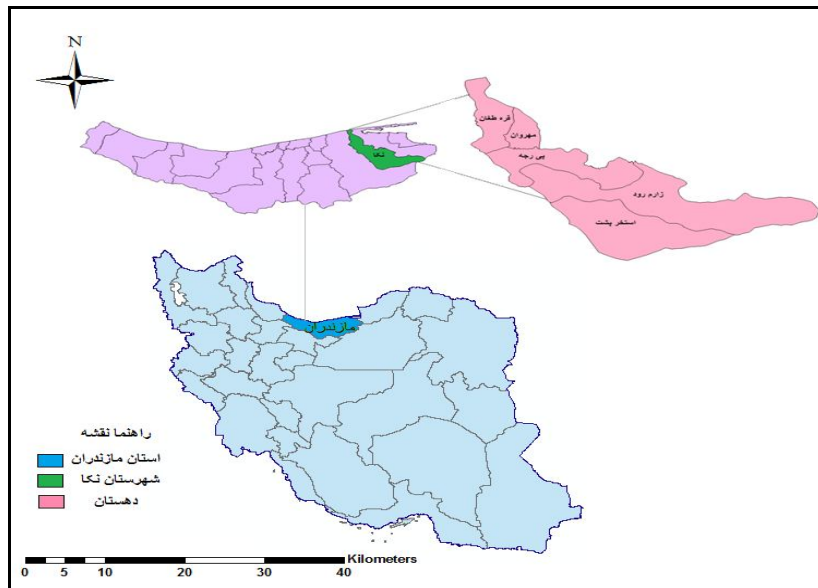 N
قره طغان
مهروان
نکا
پی رجه
زارم رود
استخر پشت
مازندران
راهنما نقشه
استان مازندران
شهرستان نکا
دهستان
Kilometers
0 5 10 20 30 40